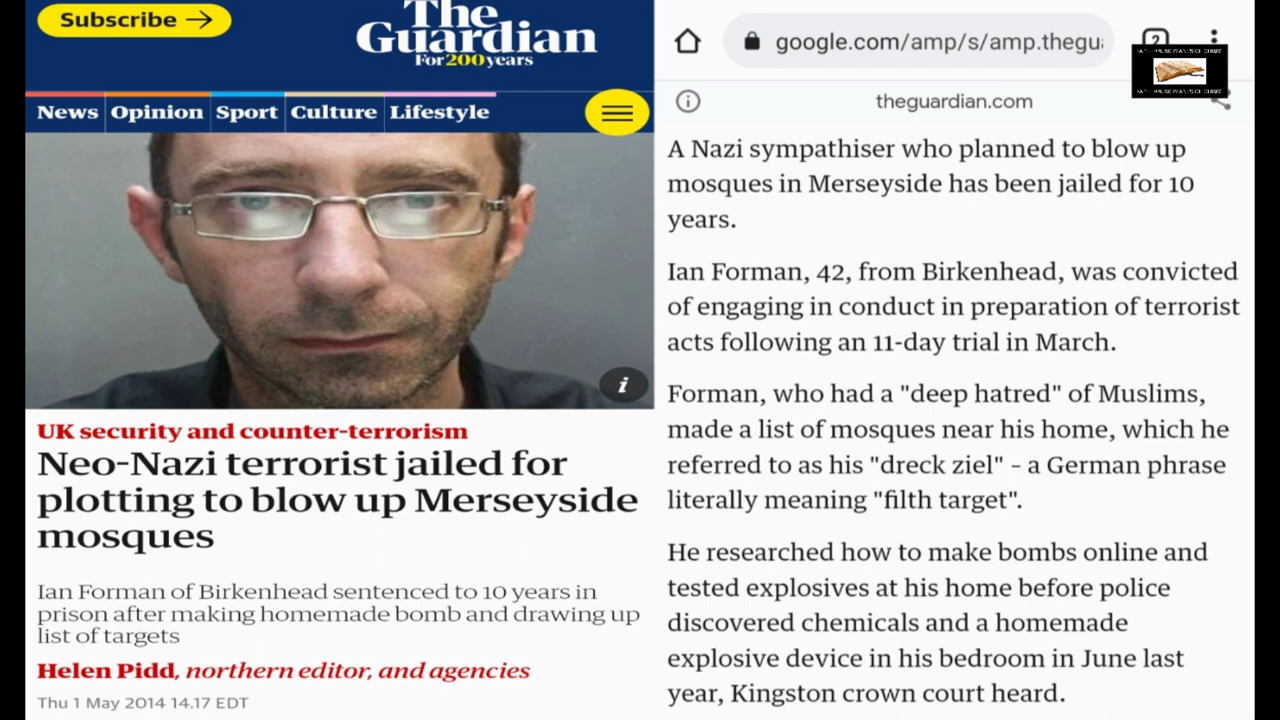 Subscribe →
The
Guardian
For 200 years
News Opinion Sport Culture Lifestyle
UK security and counter-terrorism
Neo-Nazi terrorist jailed for
plotting to blow up Merseyside
mosques
Ian Forman of Birkenhead sentenced to 10 years in
prison after making homemade bomb and drawing up
list of targets
Helen Pidd, northern editor, and agencies
Thu 1 May 2014 14.17 EDT
google.com/amp/s/amp.thegu
theguardian.com
A Nazi sympathiser who planned to blow up
mosques in Merseyside has been jailed for 10
years.
Ian Forman, 42, from Birkenhead, was convicted
of engaging in conduct in preparation of terrorist
acts following an 11-day trial in March.
Forman, who had a "deep hatred" of Muslims,
made a list of mosques near his home, which he
referred to as his "dreck ziel" – a German phrase
literally meaning "filth target".
He researched how to make bombs online and
tested explosives at his home before police
discovered chemicals and a homemade
explosive device in his bedroom in June last
year, Kingston crown court heard.